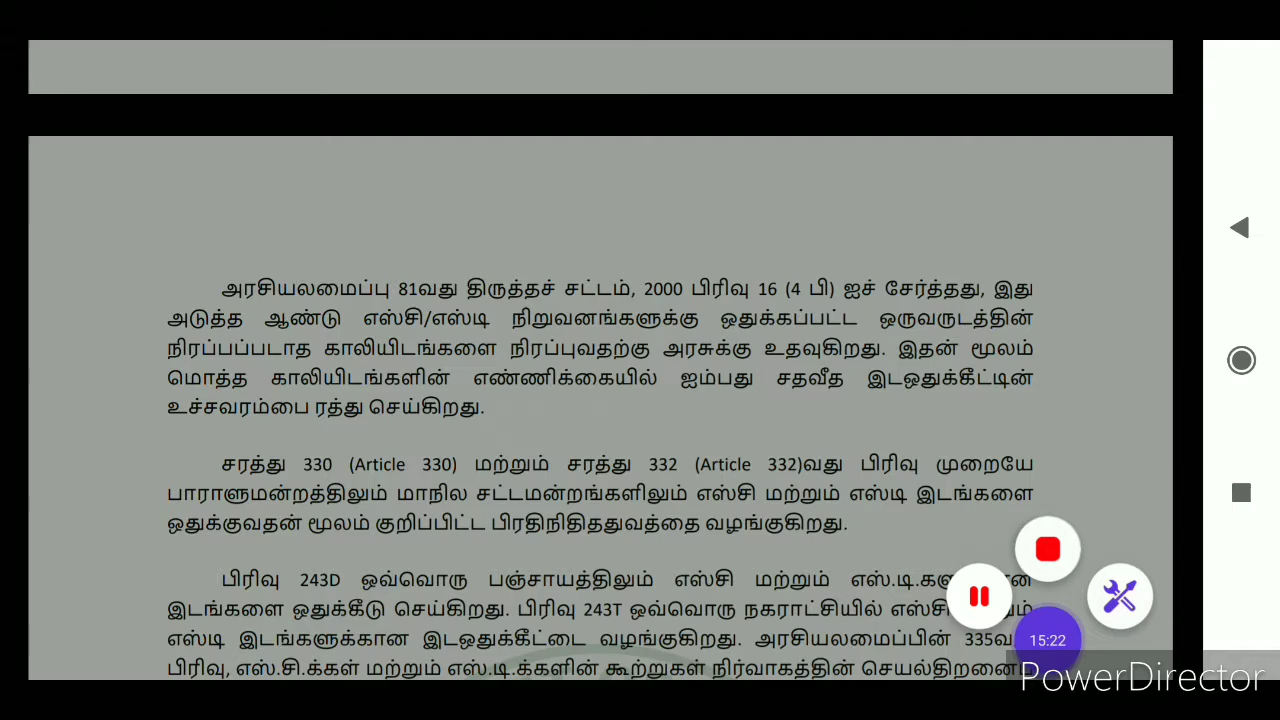 அரசியலமைப்பு 81வது திருத்தச் சட்டம், 2000 பிரிவு 16 (4 பி) ஐச் சேர்த்தது, இது
அடுத்த ஆண்டு எஸ்சி/எஸ்டி நிறுவனங்களுக்கு ஒதுக்கப்பட்ட ஒருவருடத்தின்
நிரப்பப்படாத காலியிடங்களை நிரப்புவதற்கு அரசுக்கு உதவுகிறது. இதன் மூலம்
மொத்த காலியிடங்களின் எண்ணிக்கையில் ஐம்பது சதவீத இடஒதுக்கீட்டின்
உச்சவரம்பை ரத்து செய்கிறது.
சரத்து 330 (Article 330) மற்றும் சரத்து 332 (Article 332)வது பிரிவு முறையே
பாராளுமன்றத்திலும் மாநில சட்டமன்றங்களிலும் எஸ்சி மற்றும் எஸ்டி இடங்களை
ஒதுக்குவதன் மூலம் குறிப்பிட்ட பிரதிநிதிததுவத்தை வழங்குகிறது.
பிரிவு 243D ஒவ்வொரு பஞ்சாயத்திலும் எஸ்சி மற்றும்
இடங்களை ஒதுக்கீடு செய்கிறது. பிரிவு 243T ஒவ்வொரு நகராட்சியில் எஸ்சி
எஸ்டி இடங்களுக்கான இடஒதுக்கீட்டை வழங்குகிறது. அரசியலமைப்பின்
பிரிவு, எஸ்.சி.க்கள் மற்றும் எஸ்.டி.க்களின் கூற்றுகள் நிர்வாகத்தின் செயல்திறனைப்
15:22
PowerDirector